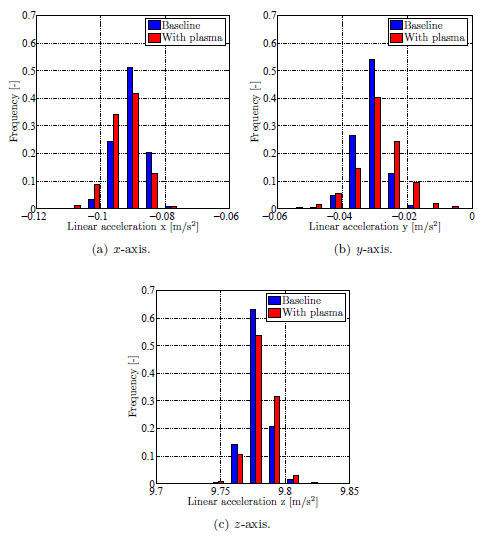 0.7
0.6
0.5
0.4
0.3
0.2
0.1
0
Frequency [-]
Baseline
With plasma
−0.12 −0.1 −0.08 −0.06
Linear acceleration x [m/s²]
(a) x-axis.
0.7
0.6
0.5
0.4
0.3
0.2
0.1
0
Frequency [-]
Baseline
With plasma
−0.06 −0.04 −0.02 0
Linear acceleration y [m/s²]
(b) y-axis.
0.7
0.6
0.5
0.4
0.3
0.2
0.1
0
Frequency [-]
Baseline
With plasma
9.7 9.75 9.8 9.85
Linear acceleration z [m/s²]
(c) z-axis.